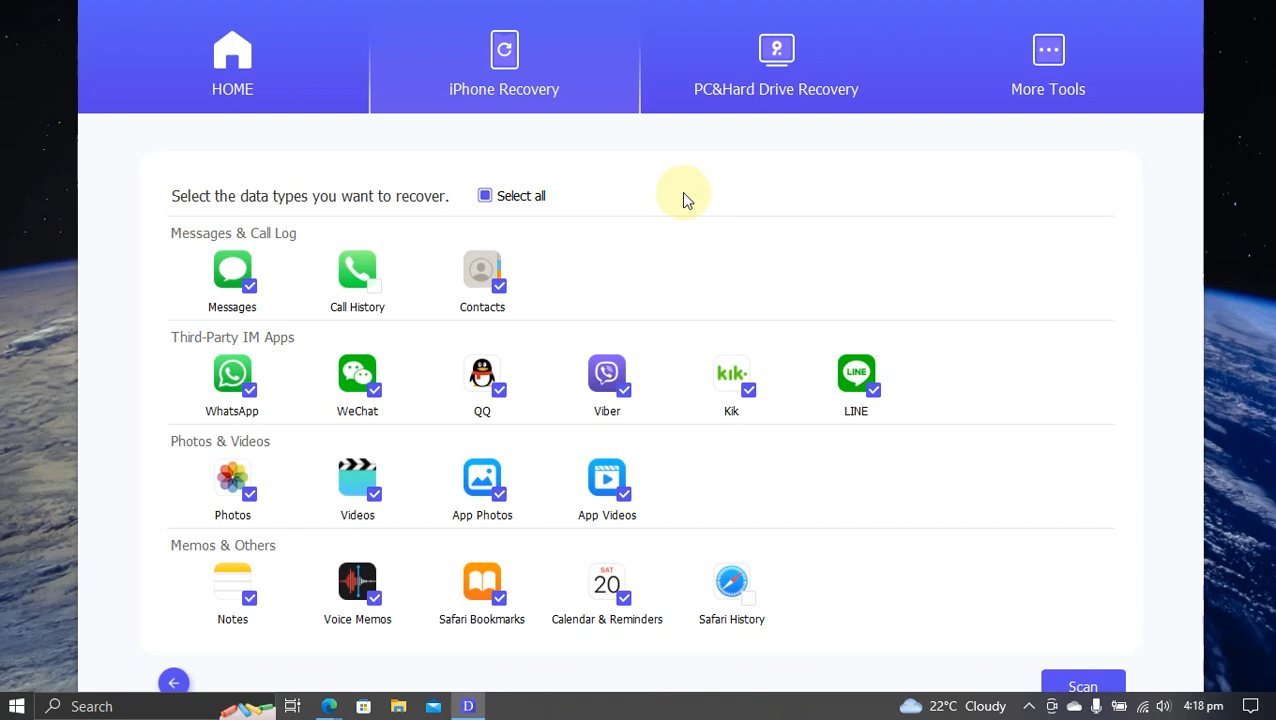 HOME iPhone Recovery PC&Hard Drive Recovery More Tools
Select the data types you want to recover. Select all
Messages & Call Log
Messages Call History Contacts
Third-Party IM Apps
kik
LINE
WhatsApp WeChat QQ Viber Kik LINE
Photos & Videos
Photos Videos App Photos App Videos
Memos & Others
SAT
20
Notes Voice Memos Safari Bookmarks Calendar & Reminders Safari History
Scan
Search D 22°C Cloudy 4:18 pm